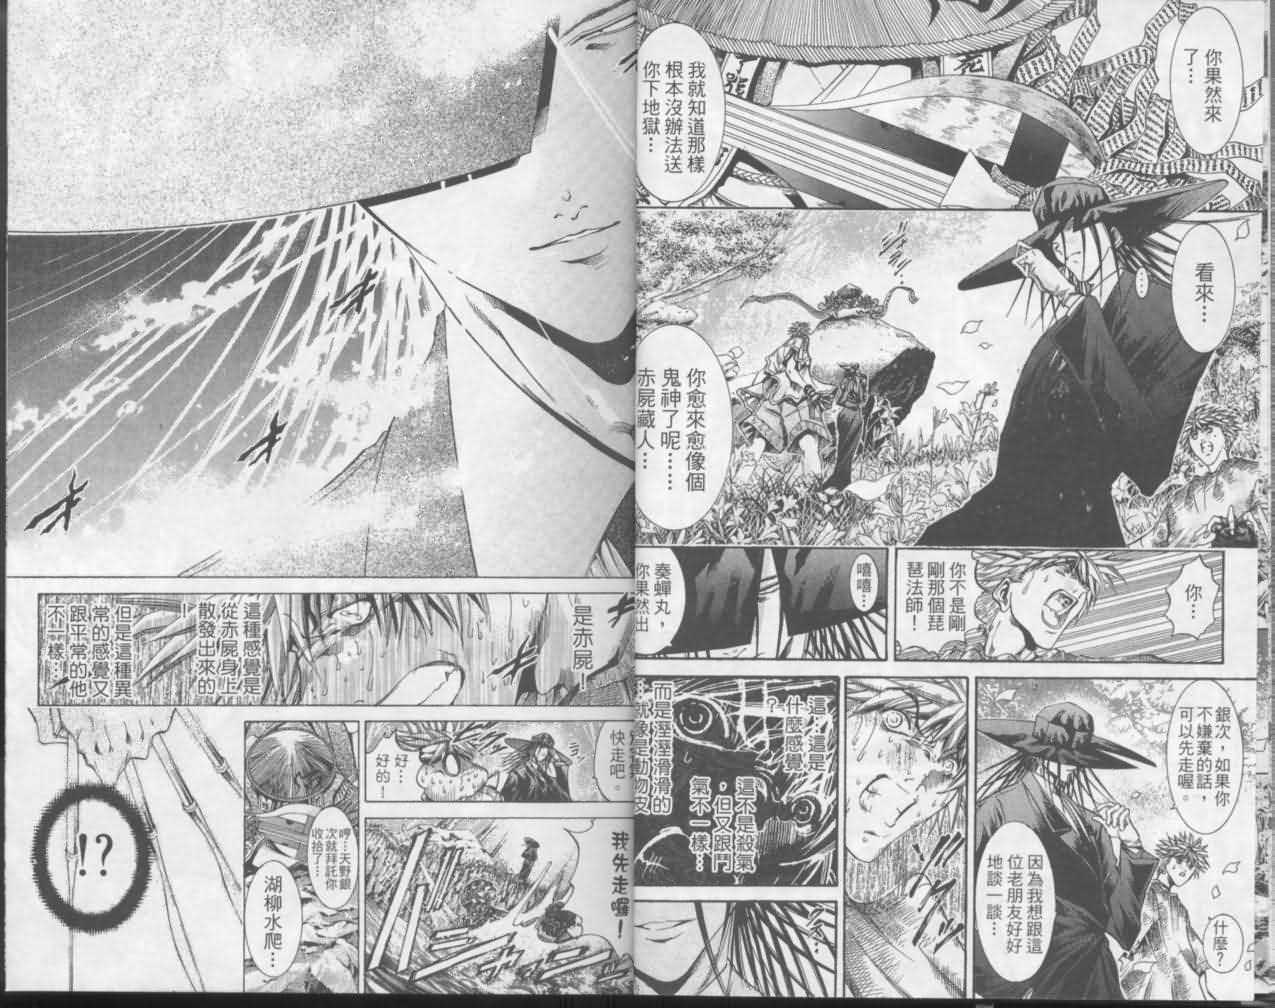 你果然來
了…
我就知道那樣
根本沒辦法送
你下地獄…
看來…
…
你愈來愈像個
鬼神了呢……
赤屍藏人…
你…
你不是剛
剛那個琵
琶法師！
嘻嘻…
奏蟬丸，
你果然出
銀次，如果你
不嫌棄的話，
可以先走喔。
因為我想跟這
位老朋友好好
地談一談…
什麼？
這…這是
什麼感覺
？
這不是殺氣
，但又跟鬥
氣不一樣…
而是溼溼滑滑的
…就像是動物皮
是赤屍！
這種感覺是
從赤屍身上
散發出來的
！
但是這種異
常的感覺又
跟平常的他
不一樣…
快走吧。
好…
好的！
我先走囉！
哼…天野銀
次就拜託你
收拾了…
湖柳水爬…
！？